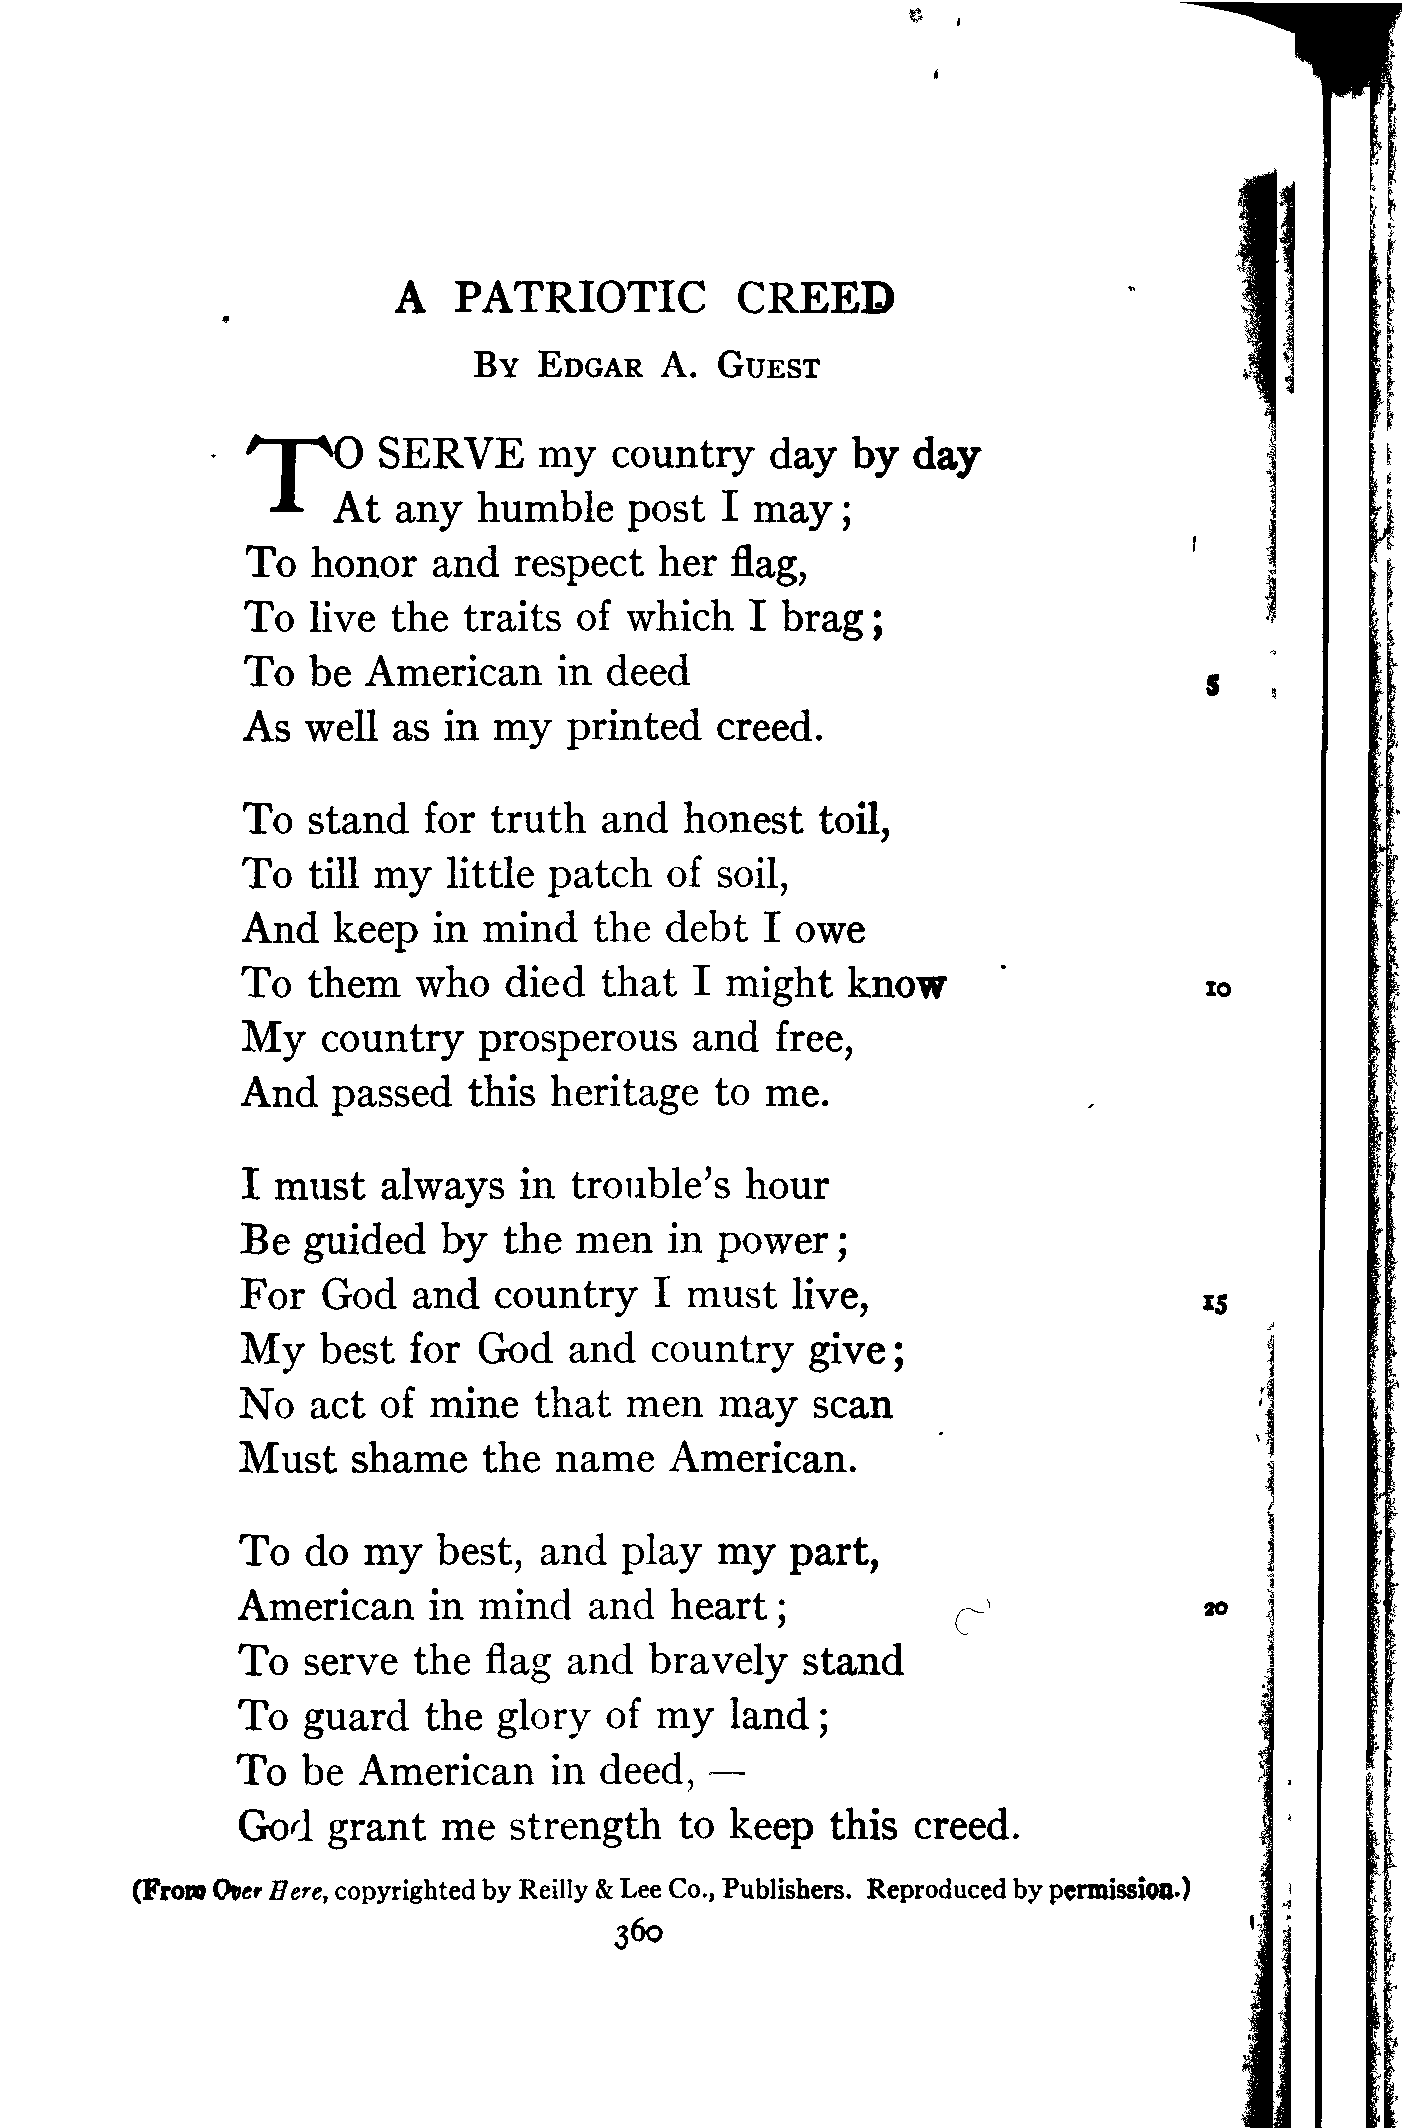 A PATRIOTIC CREED
By Edgar A. Guest
TO SERVE my country day by day
At any humble post I may;
To honor and respect her flag,
To live the traits of which I brag;
To be American in deed
5
As well as in my printed creed.
To stand for truth and honest toil,
To till my little patch of soil,
And keep in mind the debt I owe
To them who died that I might know
10
My country prosperous and free,
And passed this heritage to me.
I must always in trouble's hour
Be guided by the men in power;
For God and country I must live,
15
My best for God and country give;
No act of mine that men may scan
Must shame the name American.
To do my best, and play my part,
American in mind and heart;
20
To serve the flag and bravely stand
To guard the glory of my land;
To be American in deed, —
God grant me strength to keep this creed.
(From Over Here, copyrighted by Reilly & Lee Co., Publishers. Reproduced by permission.)
360